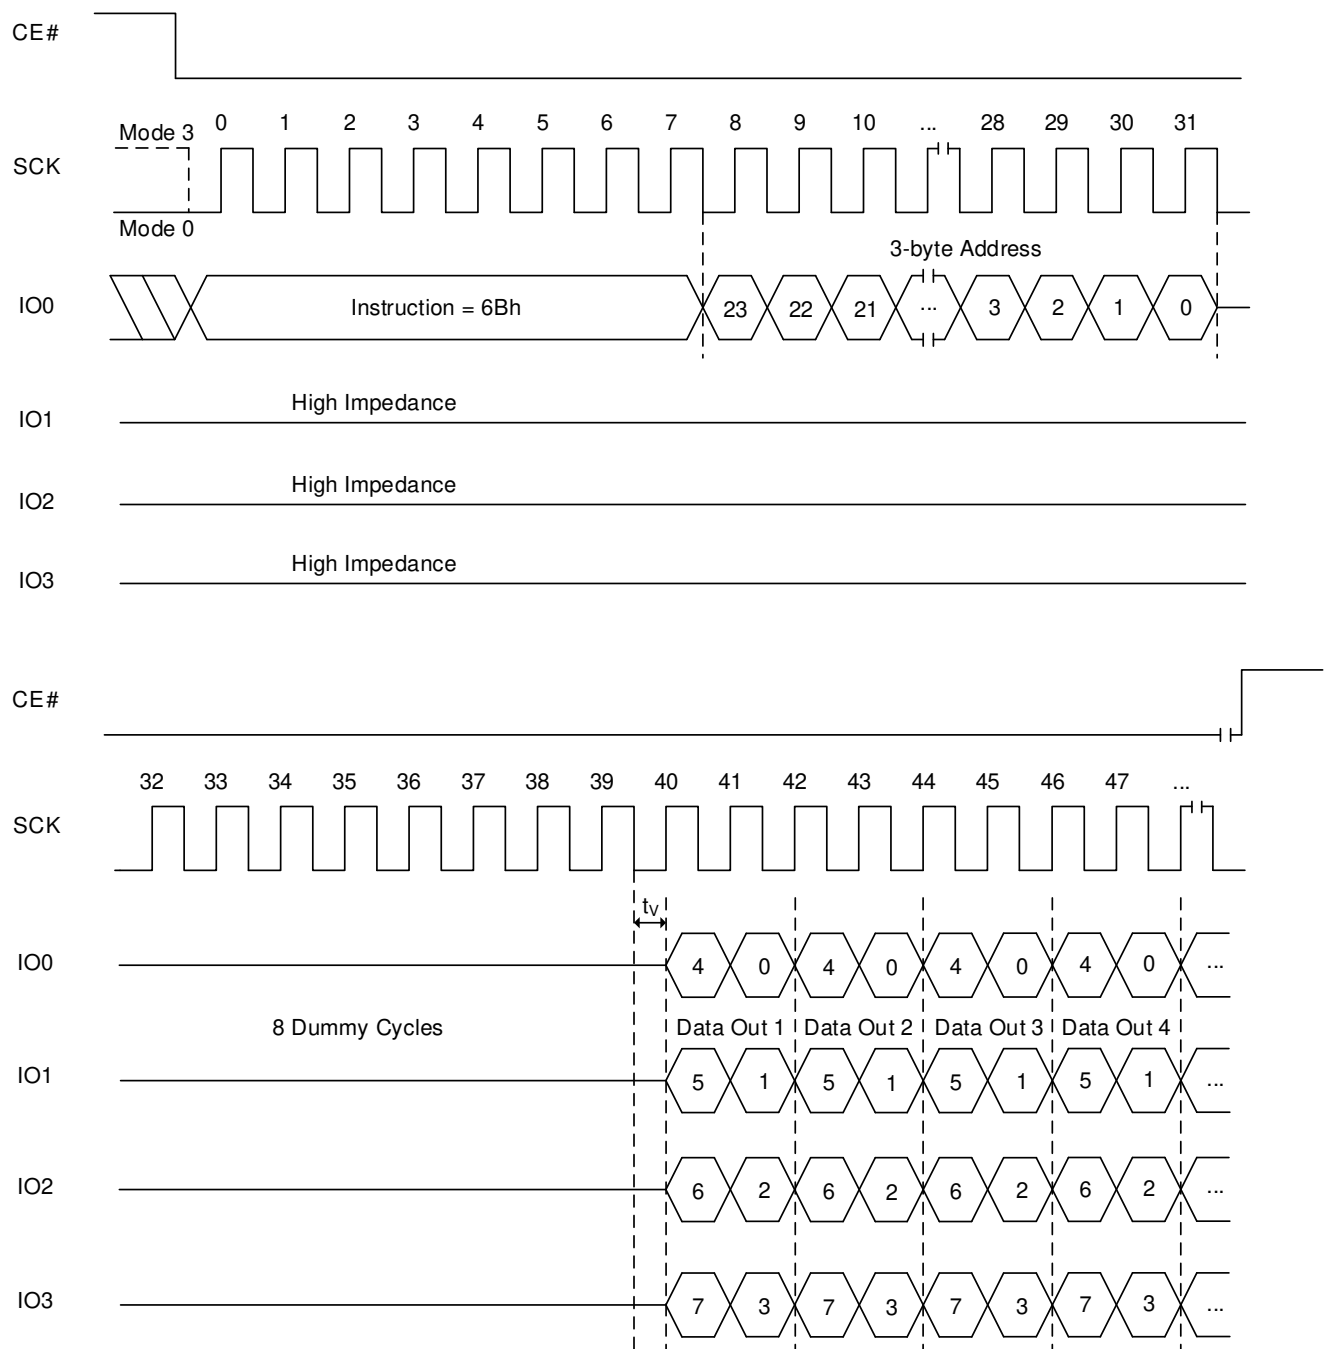 CE#
0 1 2 3 4 5 6 7 8 9 10 ... 28 29 30 31
Mode 3
SCK
Mode 0
3-byte Address
IO0 Instruction = 6Bh 23 22 21 ... 3 2 1 0
High Impedance
IO1
High Impedance
IO2
High Impedance
IO3
CE#
32 33 34 35 36 37 38 39 40 41 42 43 44 45 46 47 ...
SCK
tV
IO0 4 0 4 0 4 0 4 0 ...
8 Dummy Cycles Data Out 1 Data Out 2 Data Out 3 Data Out 4
IO1 5 1 5 1 5 1 5 1 ...
IO2 6 2 6 2 6 2 6 2 ...
IO3 7 3 7 3 7 3 7 3 ...